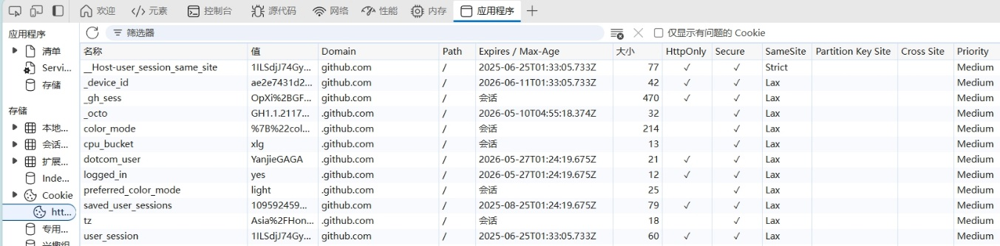 欢迎 元素 控制台 源代码 网络 性能 内存 应用程序
应用程序 筛选器 仅显示有问题的 Cookie
清单
Servi...
存储
存储
本地...
会话...
扩展...
Inde...
Cookie
htt...
专用...
名称 值 Domain Path Expires / Max-Age 大小 HttpOnly Secure SameSite Partition Key Site Cross Site Priority
__Host-user_session_same_site 1ILSdjJ74Gy... github.com / 2025-06-25T01:33:05.733Z 77 ✓ ✓ Strict Medium
_device_id ae2e7431d2... github.com / 2026-06-11T01:33:05.733Z 42 ✓ ✓ Lax Medium
_gh_sess OpXi%2BGF... github.com / 会话 470 ✓ ✓ Lax Medium
_octo GH1.1.2117... .github.com / 2026-05-10T04:55:18.374Z 32 ✓ Lax Medium
color_mode %7B%22col... .github.com / 会话 214 ✓ Lax Medium
cpu_bucket xlg .github.com / 会话 13 ✓ Lax Medium
dotcom_user YanjieGAGA .github.com / 2026-05-27T01:24:19.675Z 21 ✓ ✓ Lax Medium
logged_in yes .github.com / 2026-05-27T01:24:19.675Z 12 ✓ ✓ Lax Medium
preferred_color_mode light .github.com / 会话 25 ✓ Lax Medium
saved_user_sessions 109592459... github.com / 2025-08-25T01:24:19.675Z 79 ✓ ✓ Lax Medium
tz Asia%2FHon... .github.com / 会话 18 ✓ Lax Medium
user_session 1ILSdjJ74Gy... github.com / 2025-06-25T01:33:05.733Z 60 ✓ ✓ Lax Medium